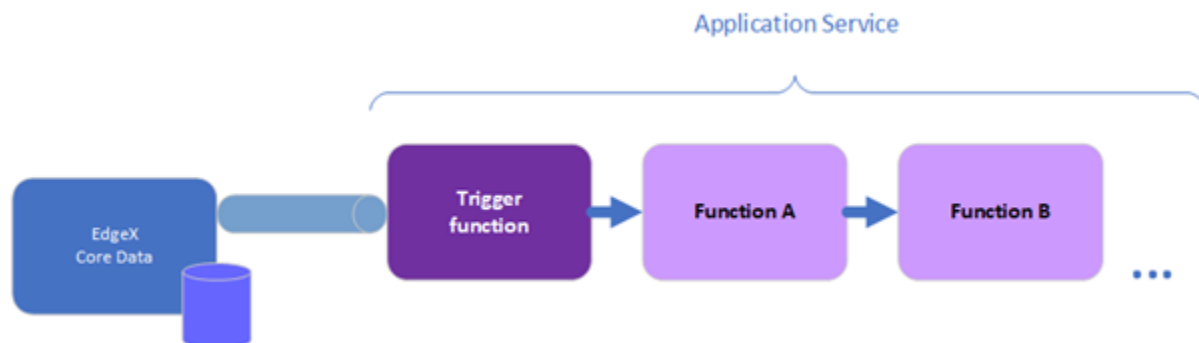 Application Service
Trigger
function
Function A
Function B
EdgeX
Core Data
...